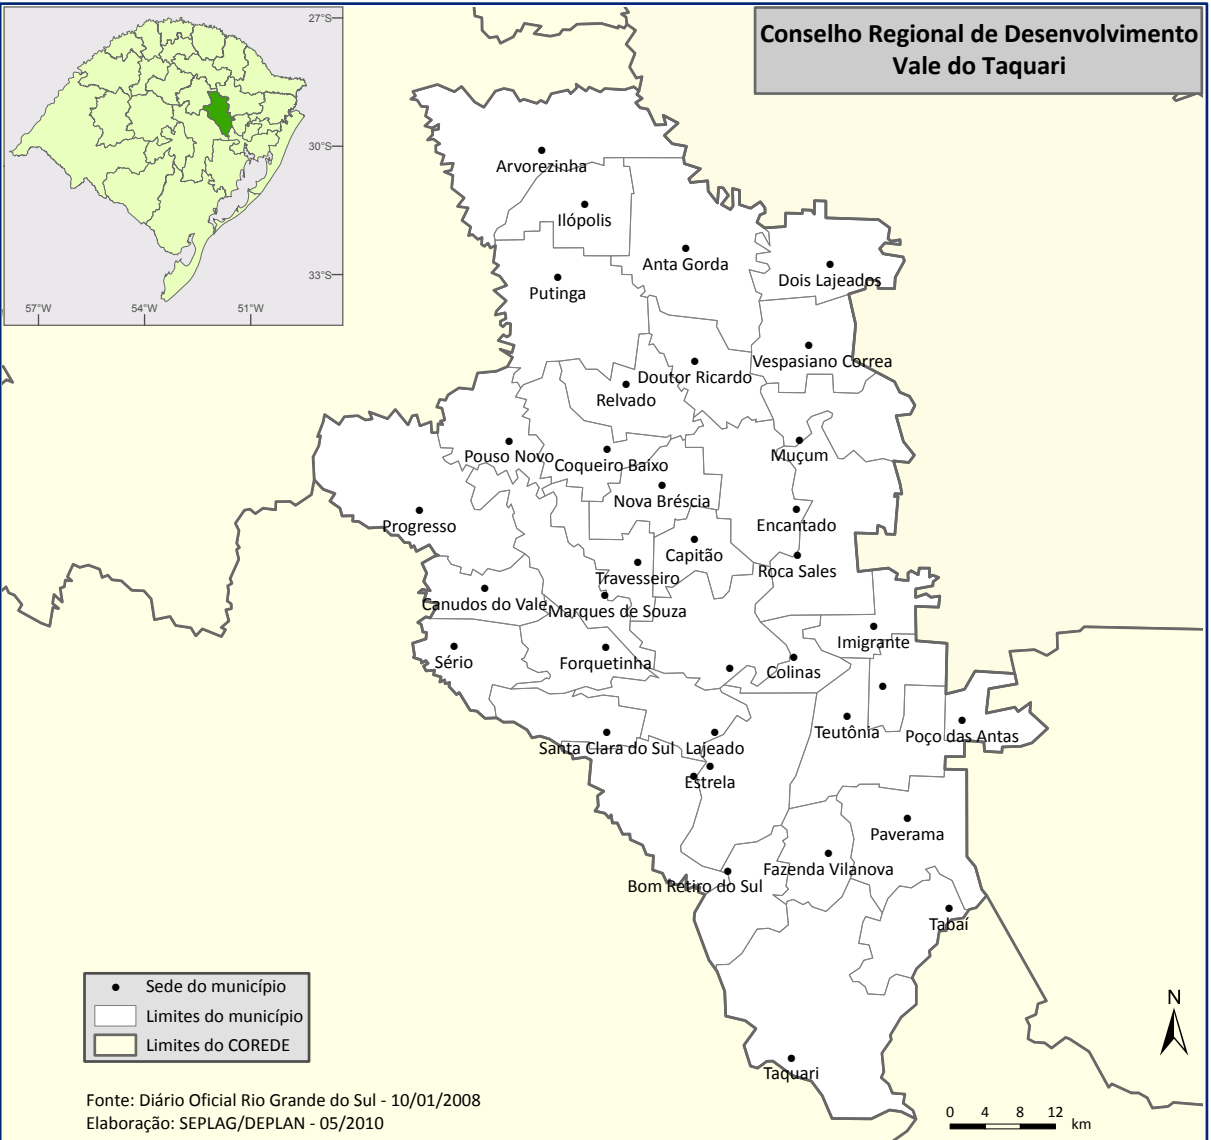 Conselho Regional de Desenvolvimento
Vale do Taquari
27°S
30°S
33°S
57°W
54°W
51°W
Arvorezinha
Ilópolis
Anta Gorda
Dois Lajeados
Putinga
Vespasiano Correa
Doutor Ricardo
Relvado
Muçum
Pouso Novo
Coqueiro Baixo
Nova Bréscia
Progresso
Encantado
Capitão
Roca Sales
Travesseiro
Canudos do Vale
Marques de Souza
Imigrante
Sério
Forquetinha
Colinas
Teutônia
Poço das Antas
Santa Clara do Sul
Lajeado
Estrela
Paverama
Fazenda Vilanova
Bom Retiro do Sul
Tabaí
Taquari
Sede do município
Limites do município
Limites do COREDE
Fonte: Diário Oficial Rio Grande do Sul - 10/01/2008
Elaboração: SEPLAG/DEPLAN - 05/2010
N
0 4 8 12
km